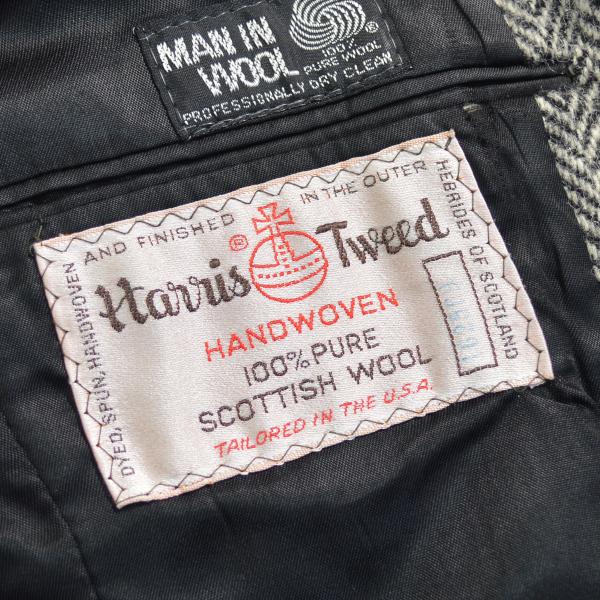 MAN IN
WOOL
100%
PURE WOOL
PROFESSIONALLY DRY CLEAN
DYED, SPUN, HANDWOVEN AND FINISHED IN THE OUTER HEBRIDES OF SCOTLAND
Harris ® Tweed
HANDWOVEN
100% PURE
SCOTTISH WOOL
TAILORED IN THE U.S.A.